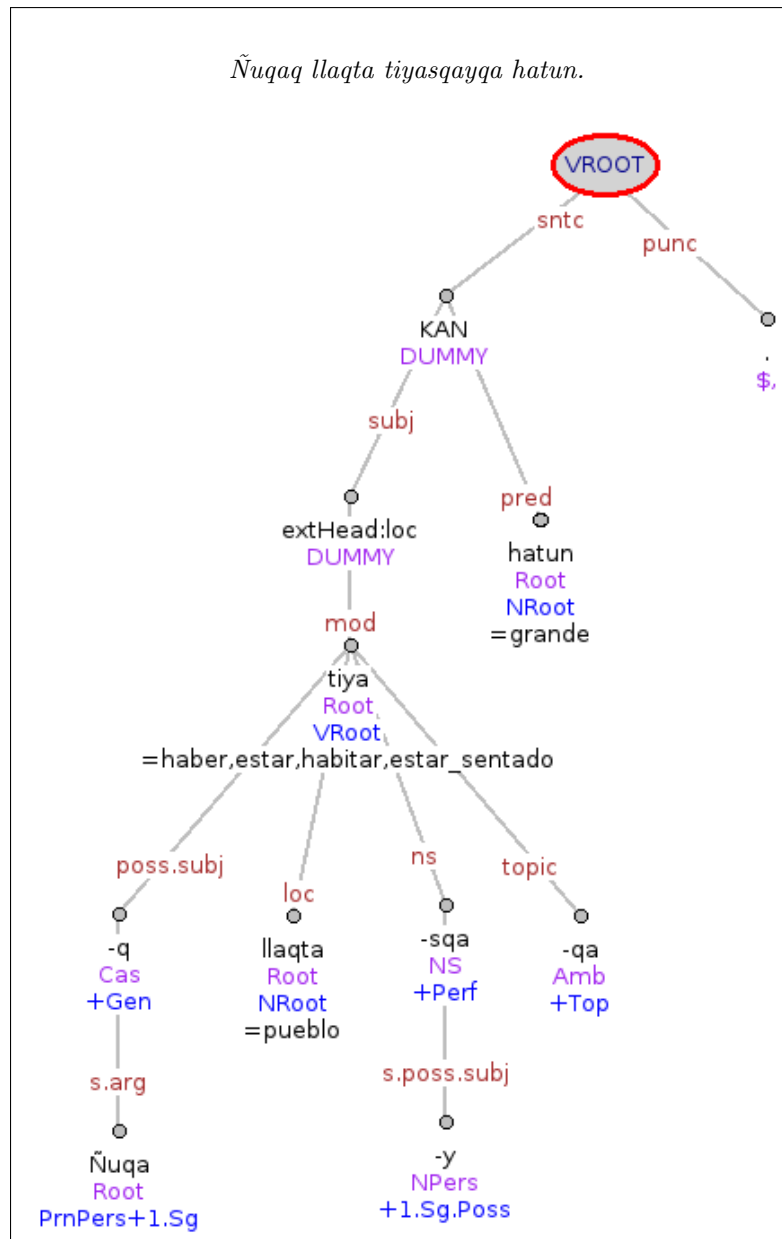 Ñuqaq llaqta tiyasqayqa hatun.
VROOT
sntc
punc
KAN
DUMMY
.
$,
subj
pred
extHead:loc
DUMMY
hatun
Root
NRoot
=grande
mod
tiya
Root
VRoot
=haber,estar,habitar,estar_sentado
poss.subj
loc
ns
topic
-q
Cas
+Gen
llaqta
Root
NRoot
=pueblo
-sqa
NS
+Perf
-qa
Amb
+Top
s.arg
s.poss.subj
Ñuqa
Root
PrnPers+1.Sg
-y
NPers
+1.Sg.Poss